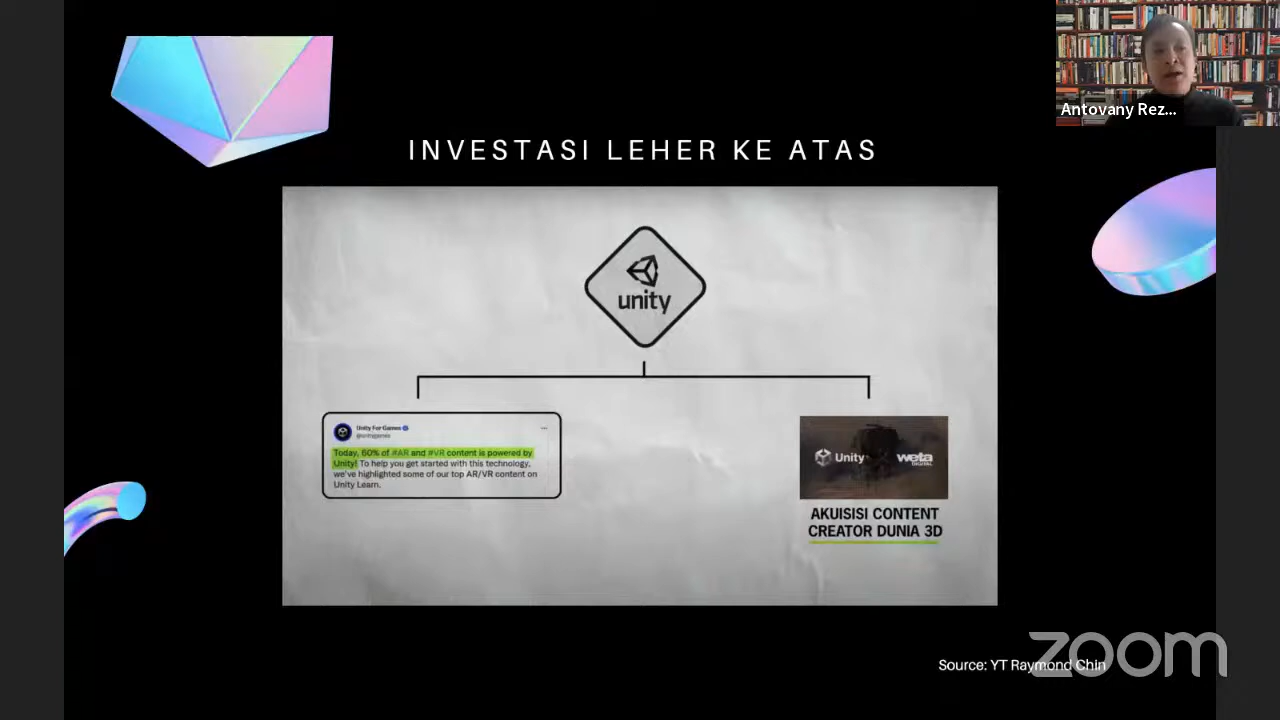 Antovany Rez...
INVESTASI LEHER KE ATAS
unity
Unity For Games
@unitygames
Today, 60% of #AR and #VR content is powered by
Unity! To help you get started with this technology,
we've highlighted some of our top AR/VR content on
Unity Learn.
Unity
weta
DIGITAL
AKUISISI CONTENT
CREATOR DUNIA 3D
Source: YT Raymond Chin
zoom